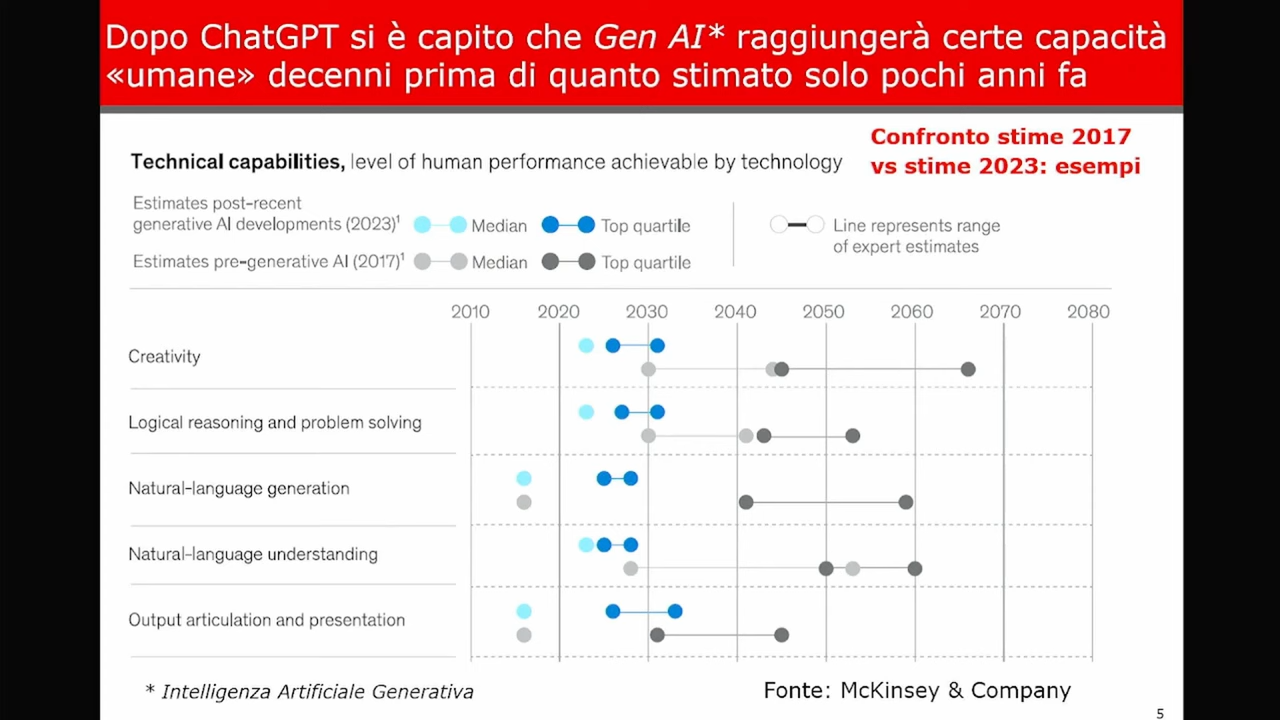 Dopo ChatGPT si è capito che Gen AI* raggiungerà certe capacità
«umane» decenni prima di quanto stimato solo pochi anni fa
Confronto stime 2017
vs stime 2023: esempi
Technical capabilities, level of human performance achievable by technology
Estimates post-recent
generative AI developments (2023)¹
Median
Top quartile
Line represents range
of expert estimates
Estimates pre-generative AI (2017)¹
Median
Top quartile
2010 2020 2030 2040 2050 2060 2070 2080
Creativity
Logical reasoning and problem solving
Natural-language generation
Natural-language understanding
Output articulation and presentation
* Intelligenza Artificiale Generativa
Fonte: McKinsey & Company
5